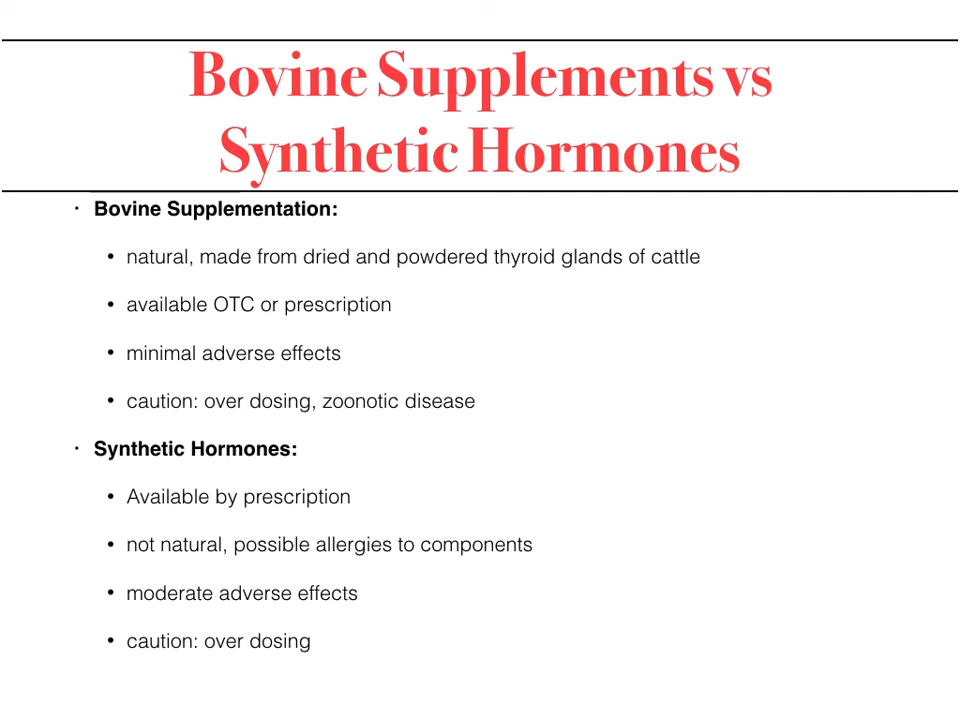 Bovine Supplements vs
Synthetic Hormones
· Bovine Supplementation:
• natural, made from dried and powdered thyroid glands of cattle
• available OTC or prescription
• minimal adverse effects
• caution: over dosing, zoonotic disease
· Synthetic Hormones:
• Available by prescription
• not natural, possible allergies to components
• moderate adverse effects
• caution: over dosing